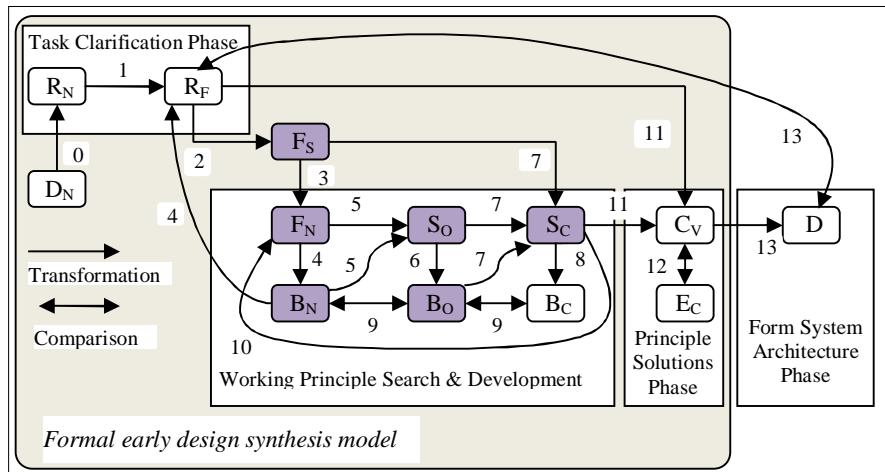 Task Clarification Phase
R_N 1 R_F
0 2 F_S 7 11 13
D_N 3
4 F_N 5 S_O 7 S_C 11 C_V 13 D
Transformation
4 5 6 7 8 12
B_N 9 B_O 9 B_C E_C
Comparison
10
Working Principle Search & Development
Principle
Solutions
Phase
Form System
Architecture
Phase
Formal early design synthesis model